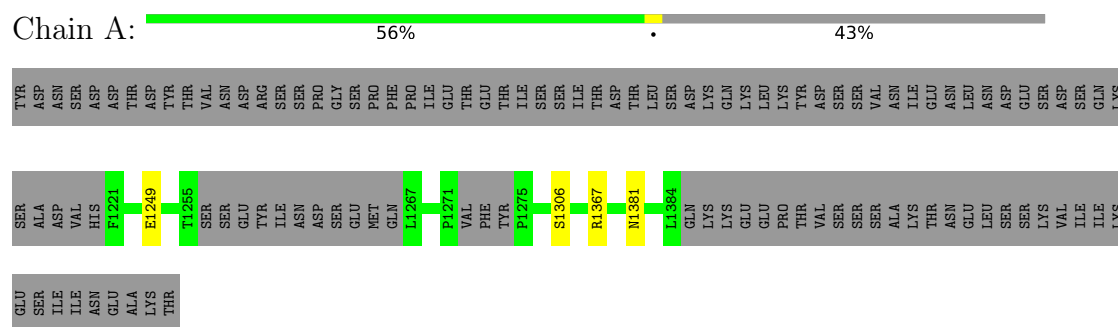 Chain A:
56% • 43%
TYR ASP ASN SER ASP ASP THR ASP TYR THR VAL ASN ASP ARG SER SER PRO GLY SER PRO PHE PRO ILE GLU THR GLU THR ILE SER SER ILE THR ASP THR LEU SER ASP LYS GLN LYS LEU LYS TYR ASP SER SER VAL ASN ILE GLU ASN LEU ASN ASP GLU SER ASP SER GLN LYS
SER ALA ASP VAL HIS F1221 E1249 T1255 SER SER GLU TYR ILE ASN ASP SER GLU MET GLN L1267 P1271 VAL PHE TYR P1275 S1306 R1367 N1381 L1384 GLN LYS LYS GLU GLU PRO THR VAL SER SER SER ALA LYS THR ASN GLU LEU SER SER LYS VAL ILE ILE LYS
GLU SER ILE ILE ASN GLU ALA LYS THR